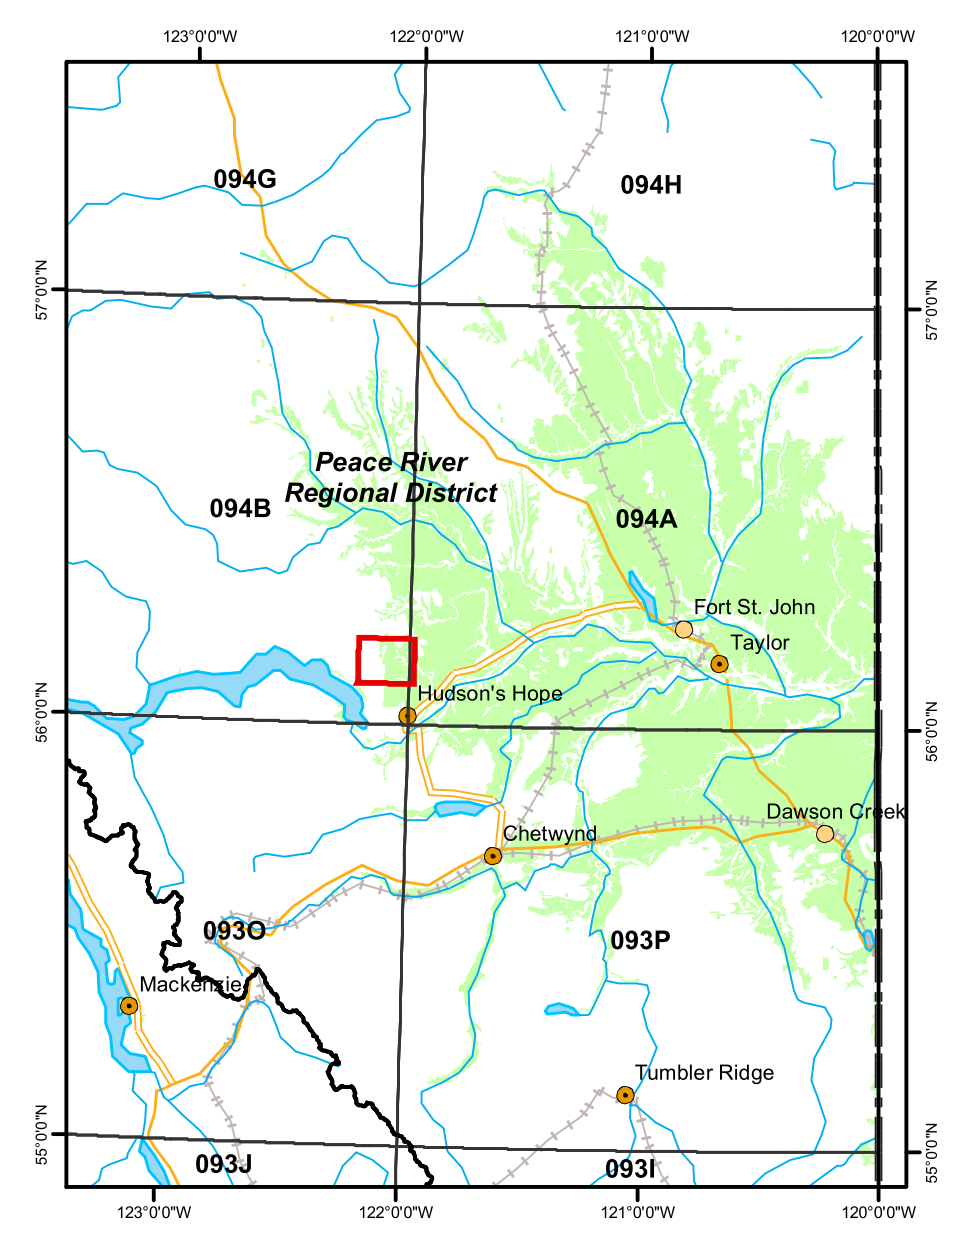 123°0'0"W
122°0'0"W
121°0'0"W
120°0'0"W
094G
094H
57°0'0"N
57°0'0"N
Peace River
Regional District
094B
094A
Fort St. John
Taylor
Hudson's Hope
56°0'0"N
56°0'0"N
Dawson Creek
Chetwynd
093O
093P
Mackenzie
Tumbler Ridge
55°0'0"N
55°0'0"N
093J
093I
123°0'0"W
122°0'0"W
121°0'0"W
120°0'0"W